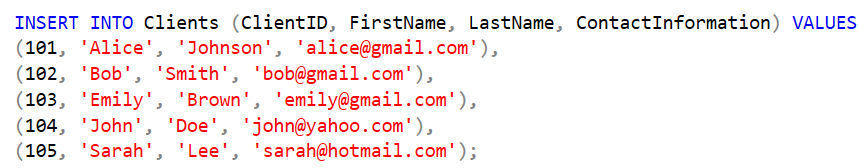 INSERT INTO Clients (ClientID, FirstName, LastName, ContactInformation) VALUES
(101, 'Alice', 'Johnson', 'alice@gmail.com'),
(102, 'Bob', 'Smith', 'bob@gmail.com'),
(103, 'Emily', 'Brown', 'emily@gmail.com'),
(104, 'John', 'Doe', 'john@yahoo.com'),
(105, 'Sarah', 'Lee', 'sarah@hotmail.com');